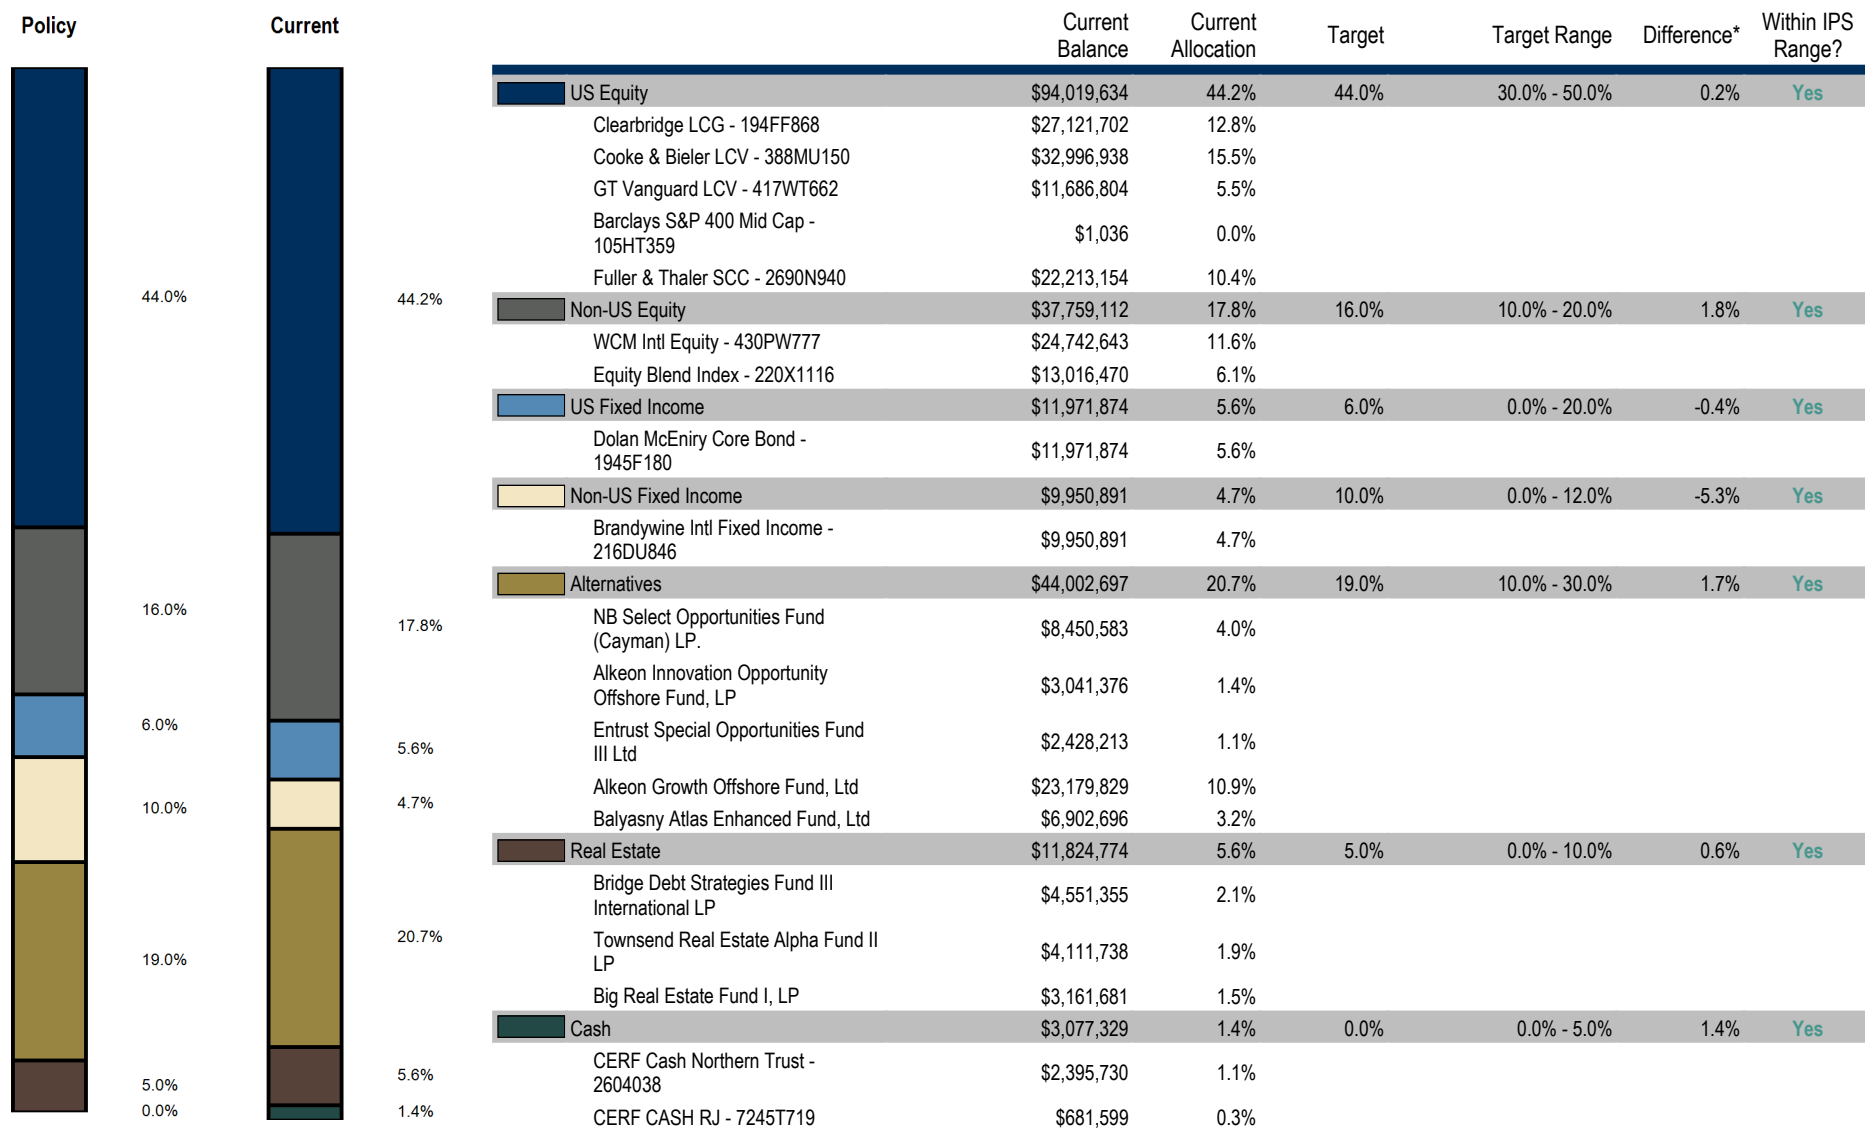 Policy
Current
44.0%
16.0%
6.0%
10.0%
19.0%
5.0%
0.0%
44.2%
17.8%
5.6%
4.7%
20.7%
5.6%
1.4%
Current Balance Current Allocation Target Target Range Difference* Within IPS Range?
US Equity $94,019,634 44.2% 44.0% 30.0% - 50.0% 0.2% Yes
Clearbridge LCG - 194FF868 $27,121,702 12.8%
Cooke & Bieler LCV - 388MU150 $32,996,938 15.5%
GT Vanguard LCV - 417WT662 $11,686,804 5.5%
Barclays S&P 400 Mid Cap -
105HT359 $1,036 0.0%
Fuller & Thaler SCC - 2690N940 $22,213,154 10.4%
Non-US Equity $37,759,112 17.8% 16.0% 10.0% - 20.0% 1.8% Yes
WCM Intl Equity - 430PW777 $24,742,643 11.6%
Equity Blend Index - 220X1116 $13,016,470 6.1%
US Fixed Income $11,971,874 5.6% 6.0% 0.0% - 20.0% -0.4% Yes
Dolan McEniry Core Bond -
1945F180 $11,971,874 5.6%
Non-US Fixed Income $9,950,891 4.7% 10.0% 0.0% - 12.0% -5.3% Yes
Brandywine Intl Fixed Income -
216DU846 $9,950,891 4.7%
Alternatives $44,002,697 20.7% 19.0% 10.0% - 30.0% 1.7% Yes
NB Select Opportunities Fund
(Cayman) LP. $8,450,583 4.0%
Alkeon Innovation Opportunity
Offshore Fund, LP $3,041,376 1.4%
Entrust Special Opportunities Fund
III Ltd $2,428,213 1.1%
Alkeon Growth Offshore Fund, Ltd $23,179,829 10.9%
Balyasny Atlas Enhanced Fund, Ltd $6,902,696 3.2%
Real Estate $11,824,774 5.6% 5.0% 0.0% - 10.0% 0.6% Yes
Bridge Debt Strategies Fund III
International LP $4,551,355 2.1%
Townsend Real Estate Alpha Fund II
LP $4,111,738 1.9%
Big Real Estate Fund I, LP $3,161,681 1.5%
Cash $3,077,329 1.4% 0.0% 0.0% - 5.0% 1.4% Yes
CERF Cash Northern Trust -
2604038 $2,395,730 1.1%
CERF CASH RJ - 7245T719 $681,599 0.3%